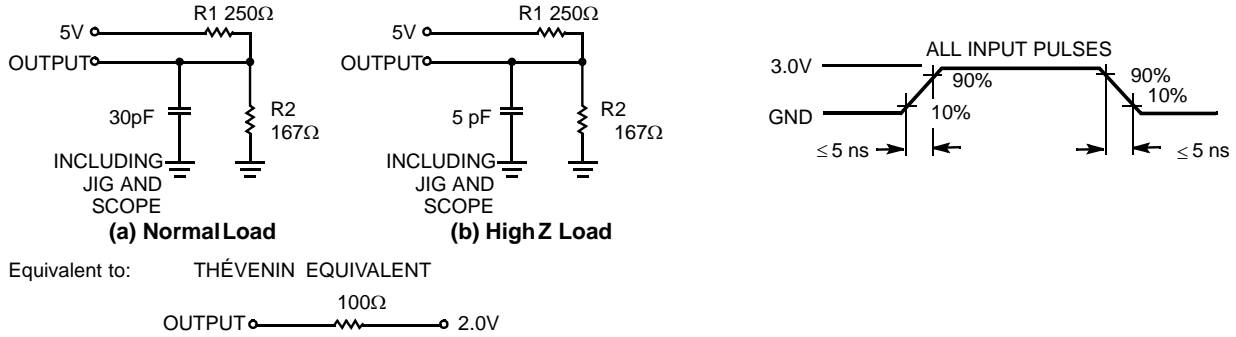 R1 250Ω
5V
OUTPUT
30pF
R2
167Ω
INCLUDING
JIG AND
SCOPE
(a) Normal Load
R1 250Ω
5V
OUTPUT
5 pF
R2
167Ω
INCLUDING
JIG AND
SCOPE
(b) High Z Load
ALL INPUT PULSES
3.0V
90%
10%
GND
≤ 5 ns
90%
10%
≤ 5 ns
Equivalent to: THÉVENIN EQUIVALENT
100Ω
OUTPUT 2.0V